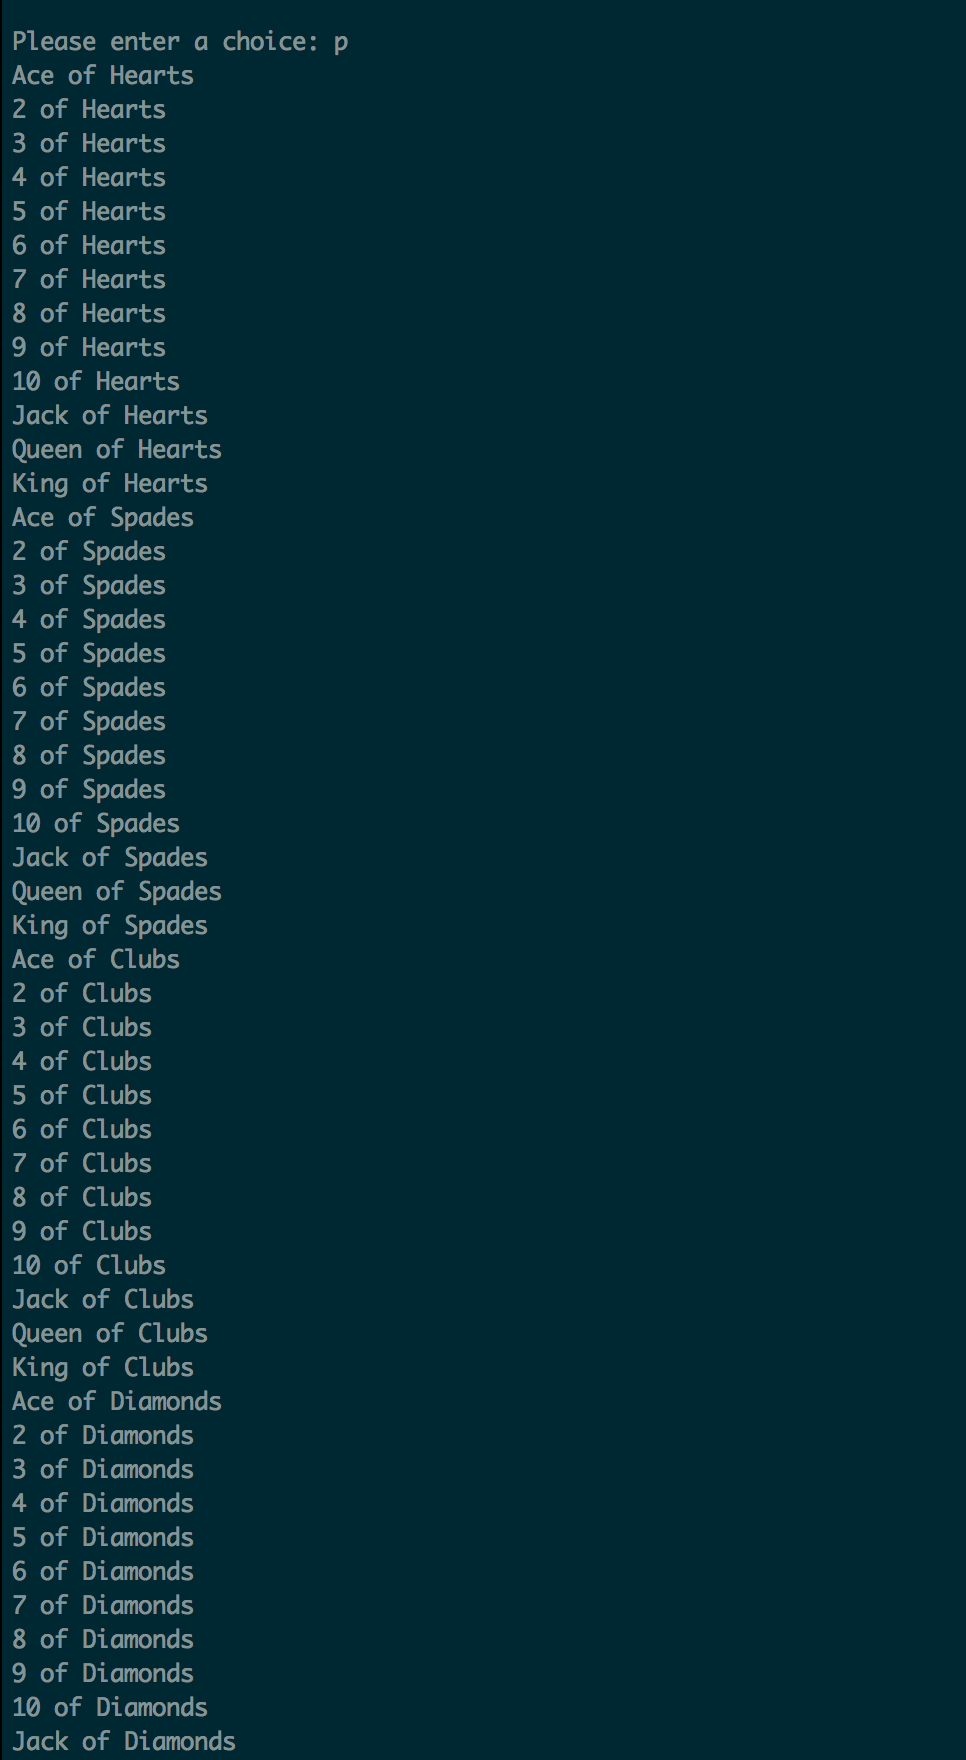 Please enter a choice: p
Ace of Hearts
2 of Hearts
3 of Hearts
4 of Hearts
5 of Hearts
6 of Hearts
7 of Hearts
8 of Hearts
9 of Hearts
10 of Hearts
Jack of Hearts
Queen of Hearts
King of Hearts
Ace of Spades
2 of Spades
3 of Spades
4 of Spades
5 of Spades
6 of Spades
7 of Spades
8 of Spades
9 of Spades
10 of Spades
Jack of Spades
Queen of Spades
King of Spades
Ace of Clubs
2 of Clubs
3 of Clubs
4 of Clubs
5 of Clubs
6 of Clubs
7 of Clubs
8 of Clubs
9 of Clubs
10 of Clubs
Jack of Clubs
Queen of Clubs
King of Clubs
Ace of Diamonds
2 of Diamonds
3 of Diamonds
4 of Diamonds
5 of Diamonds
6 of Diamonds
7 of Diamonds
8 of Diamonds
9 of Diamonds
10 of Diamonds
Jack of Diamonds